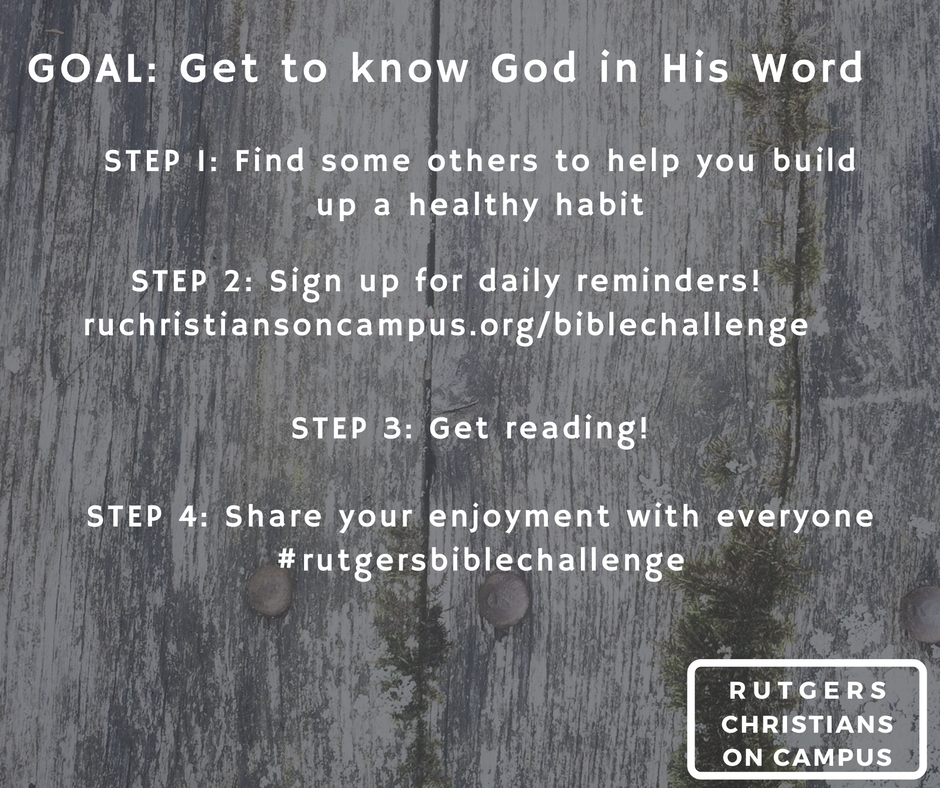 GOAL: Get to know God in His Word
STEP 1: Find some others to help you build
up a healthy habit
STEP 2: Sign up for daily reminders!
ruchristiansoncampus.org/biblechallenge
STEP 3: Get reading!
STEP 4: Share your enjoyment with everyone
#rutgersbiblechallenge
RUTGERS
CHRISTIANS
ON CAMPUS